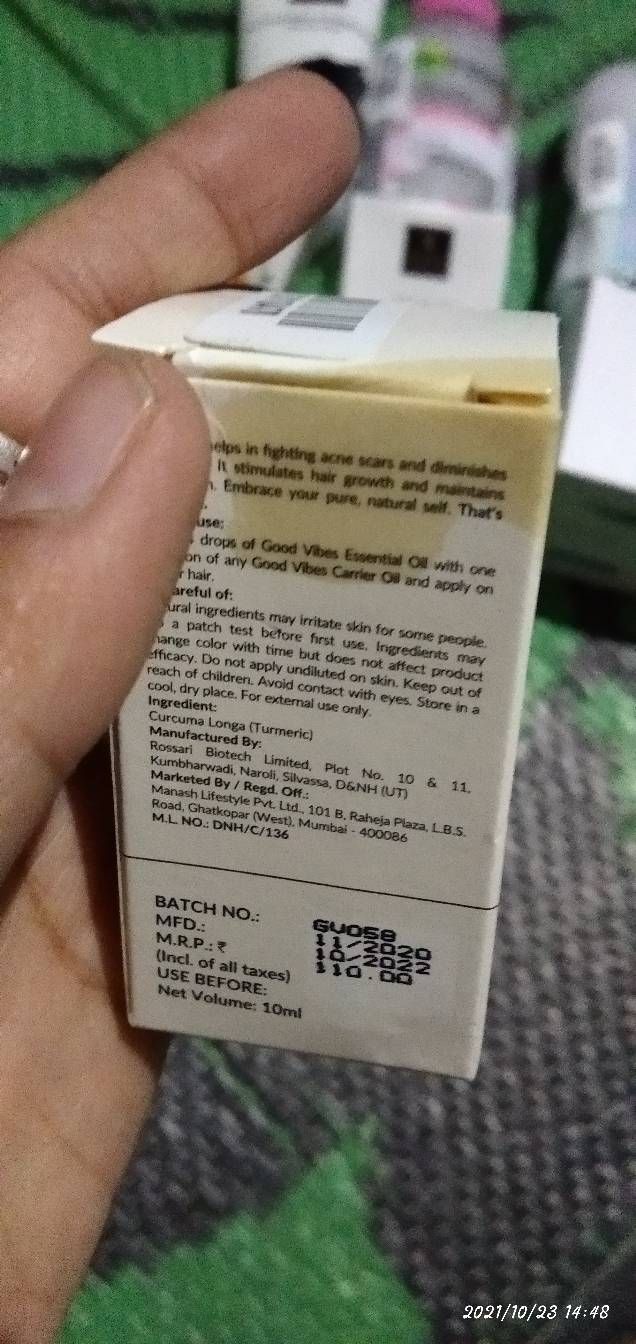 elps in fighting acne scars and diminishes
It stimulates hair growth and maintains
n. Embrace your pure, natural self. That's
use:
drops of Good Vibes Essential Oil with one
on of any Good Vibes Carrier Oil and apply on
r hair.
areful of:
ural ingredients may irritate skin for some people.
a patch test before first use. Ingredients may
hange color with time but does not affect product
efficacy. Do not apply undiluted on skin. Keep out of
reach of children. Avoid contact with eyes. Store in a
cool, dry place. For external use only.
Ingredient:
Curcuma Longa (Turmeric)
Manufactured By:
Rossari Biotech Limited, Plot No. 10 & 11,
Kumbharwadi, Naroli, Silvassa, D&NH (UT)
Marketed By / Regd. Off.:
Manash Lifestyle Pvt. Ltd., 101 B, Raheja Plaza, L.B.S.
Road, Ghatkopar (West), Mumbai - 400086
M.L. NO.: DNH/C/136
BATCH NO.: GV058
MFD.: 11/2020
M.R.P.: ₹ 10/2022
(Incl. of all taxes) 110.00
USE BEFORE:
Net Volume: 10ml
2021/10/23 14:48